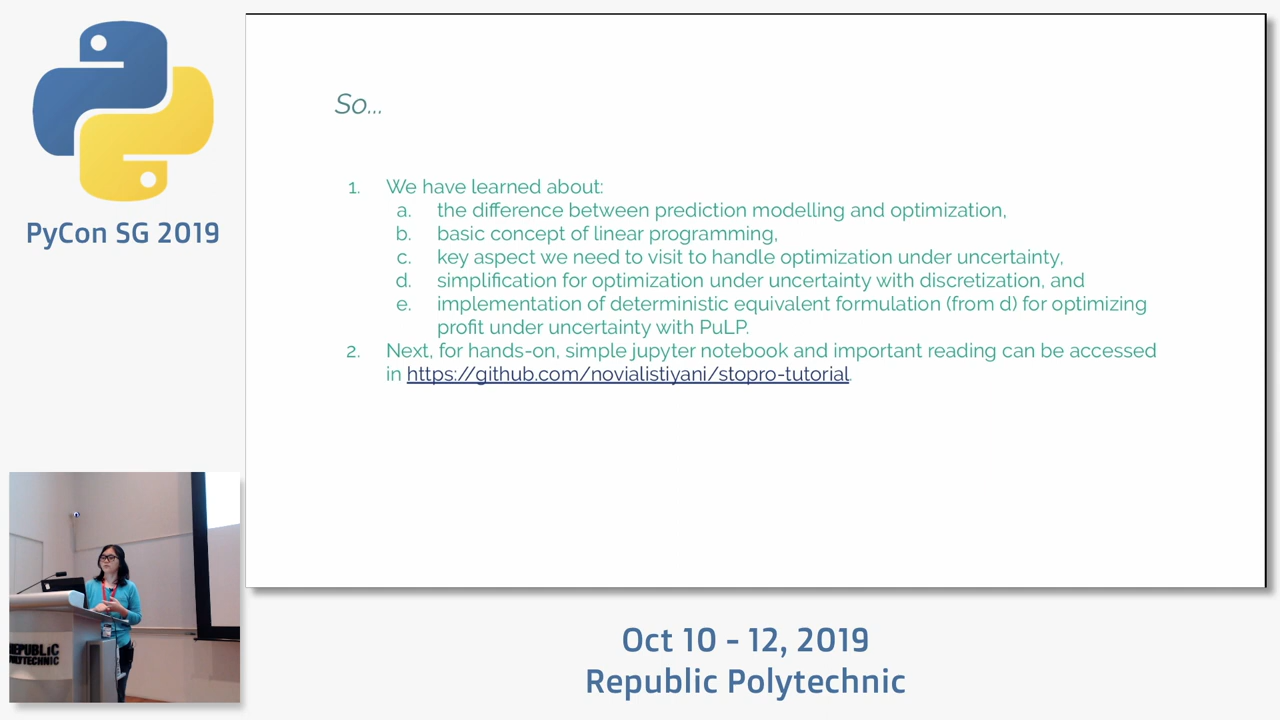 PyCon SG 2019
So...
1. We have learned about:
a. the difference between prediction modelling and optimization,
b. basic concept of linear programming,
c. key aspect we need to visit to handle optimization under uncertainty,
d. simplification for optimization under uncertainty with discretization, and
e. implementation of deterministic equivalent formulation (from d) for optimizing
profit under uncertainty with PuLP.
2. Next, for hands-on, simple jupyter notebook and important reading can be accessed
in https://github.com/novialistiyani/stopro-tutorial.
REPUBLIC
POLYTECHNIC
Oct 10 - 12, 2019
Republic Polytechnic